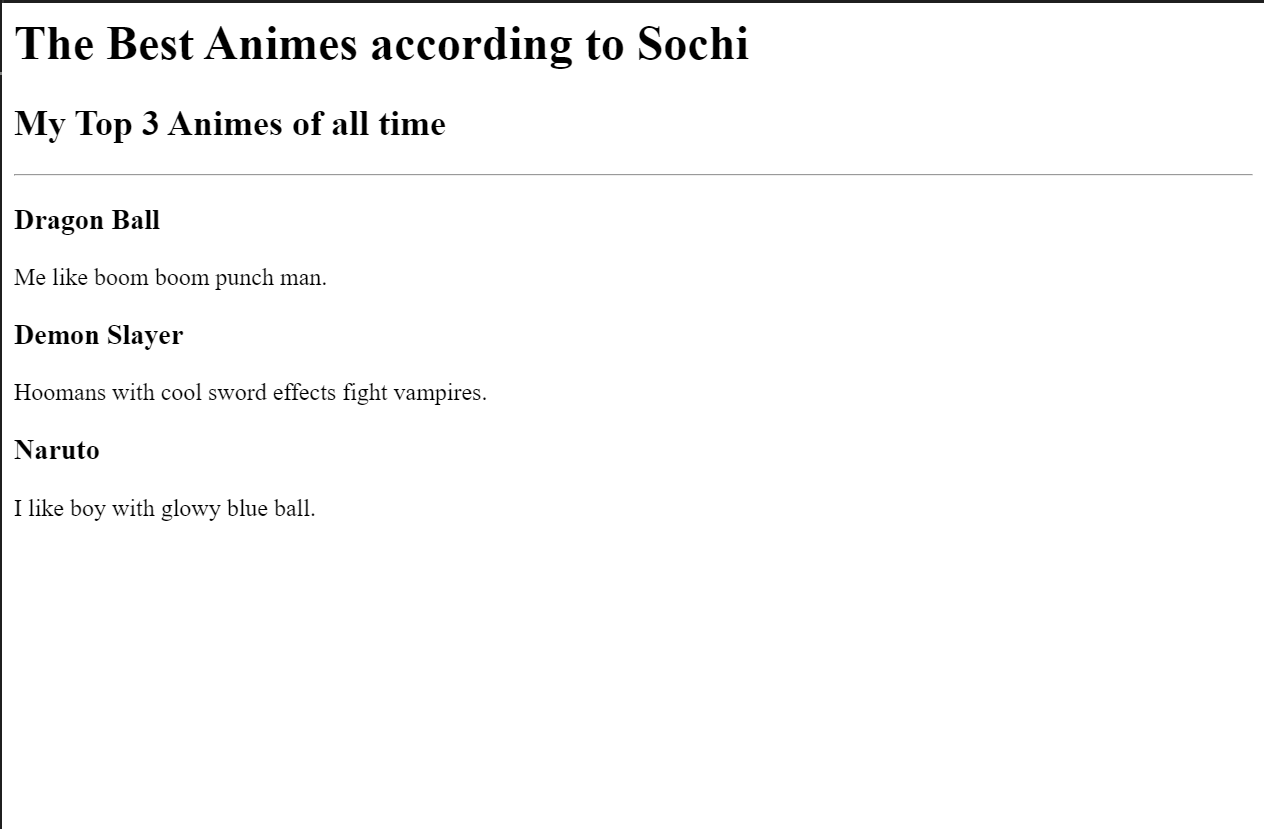 The Best Animes according to Sochi
My Top 3 Animes of all time
Dragon Ball
Me like boom boom punch man.
Demon Slayer
Hoomans with cool sword effects fight vampires.
Naruto
I like boy with glowy blue ball.